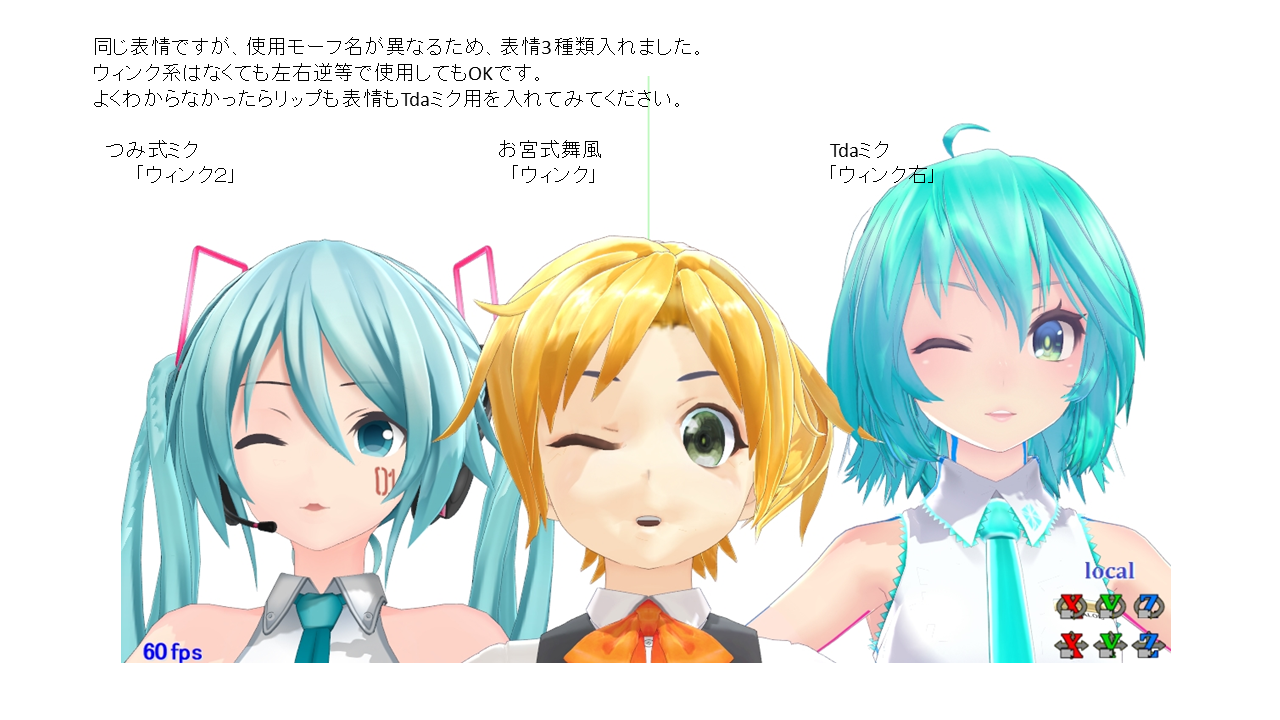 同じ表情ですが、使用モーフ名が異なるため、表情3種類入れました。
ウィンク系はなくても左右逆等で使用してもOKです。
よくわからなかったらリップも表情もTdaミク用を入れてみてください。
つみ式ミク
「ウィンク２」
お宮式舞風
「ウィンク」
Tdaミク
「ウィンク右」
01
local
X Y Z
X Y Z
60 fps